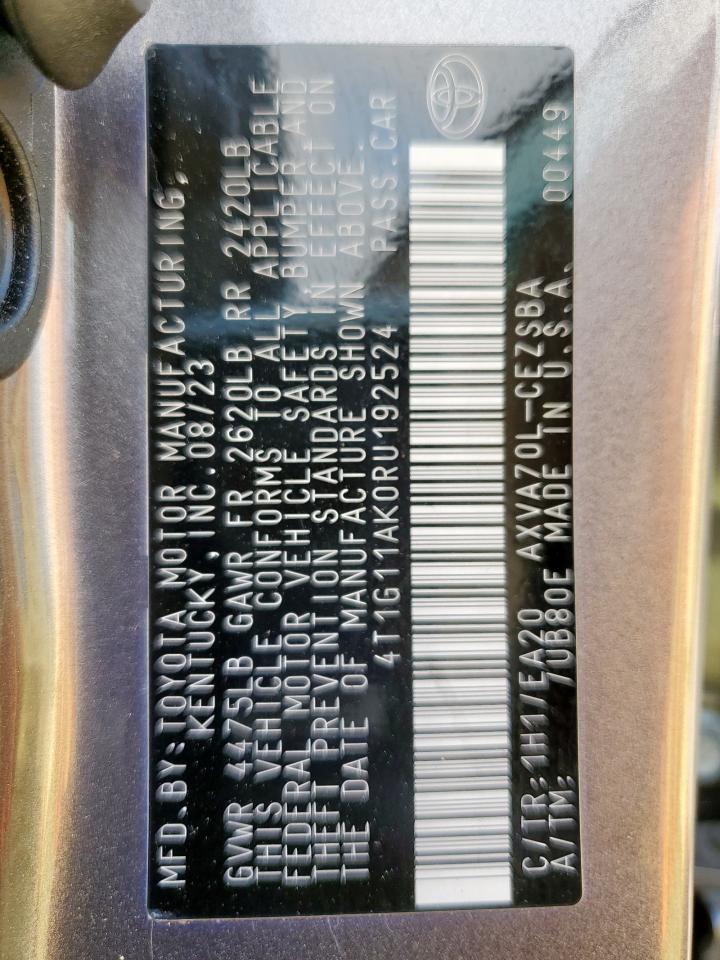 MFD.BY:TOYOTA MOTOR MANUFACTURING,
KENTUCKY, INC.08/23
GVWR 4475LB GAWR FR 2620LB RR 2420LB
THIS VEHICLE CONFORMS TO ALL APPLICABLE
FEDERAL MOTOR VEHICLE SAFETY BUMPER AND
THEFT PREVENTION STANDARDS IN EFFECT ON
THE DATE OF MANUFACTURE SHOWN ABOVE.
4T1G11AK0RU192524 PASS.CAR
C/TR:1H17/EA20 AXVA70L-CEZSBA
A/TM: /UB80E MADE IN U.S.A. 00449